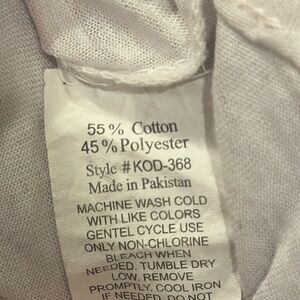 55% Cotton
45% Polyester
Style #KOD-368
Made in Pakistan
MACHINE WASH COLD
WITH LIKE COLORS
GENTEL CYCLE USE
ONLY NON-CHLORINE
BLEACH WHEN
NEEDED. TUMBLE DRY
LOW. REMOVE
PROMPTLY. COOL IRON
IF NEEDED. DO NOT